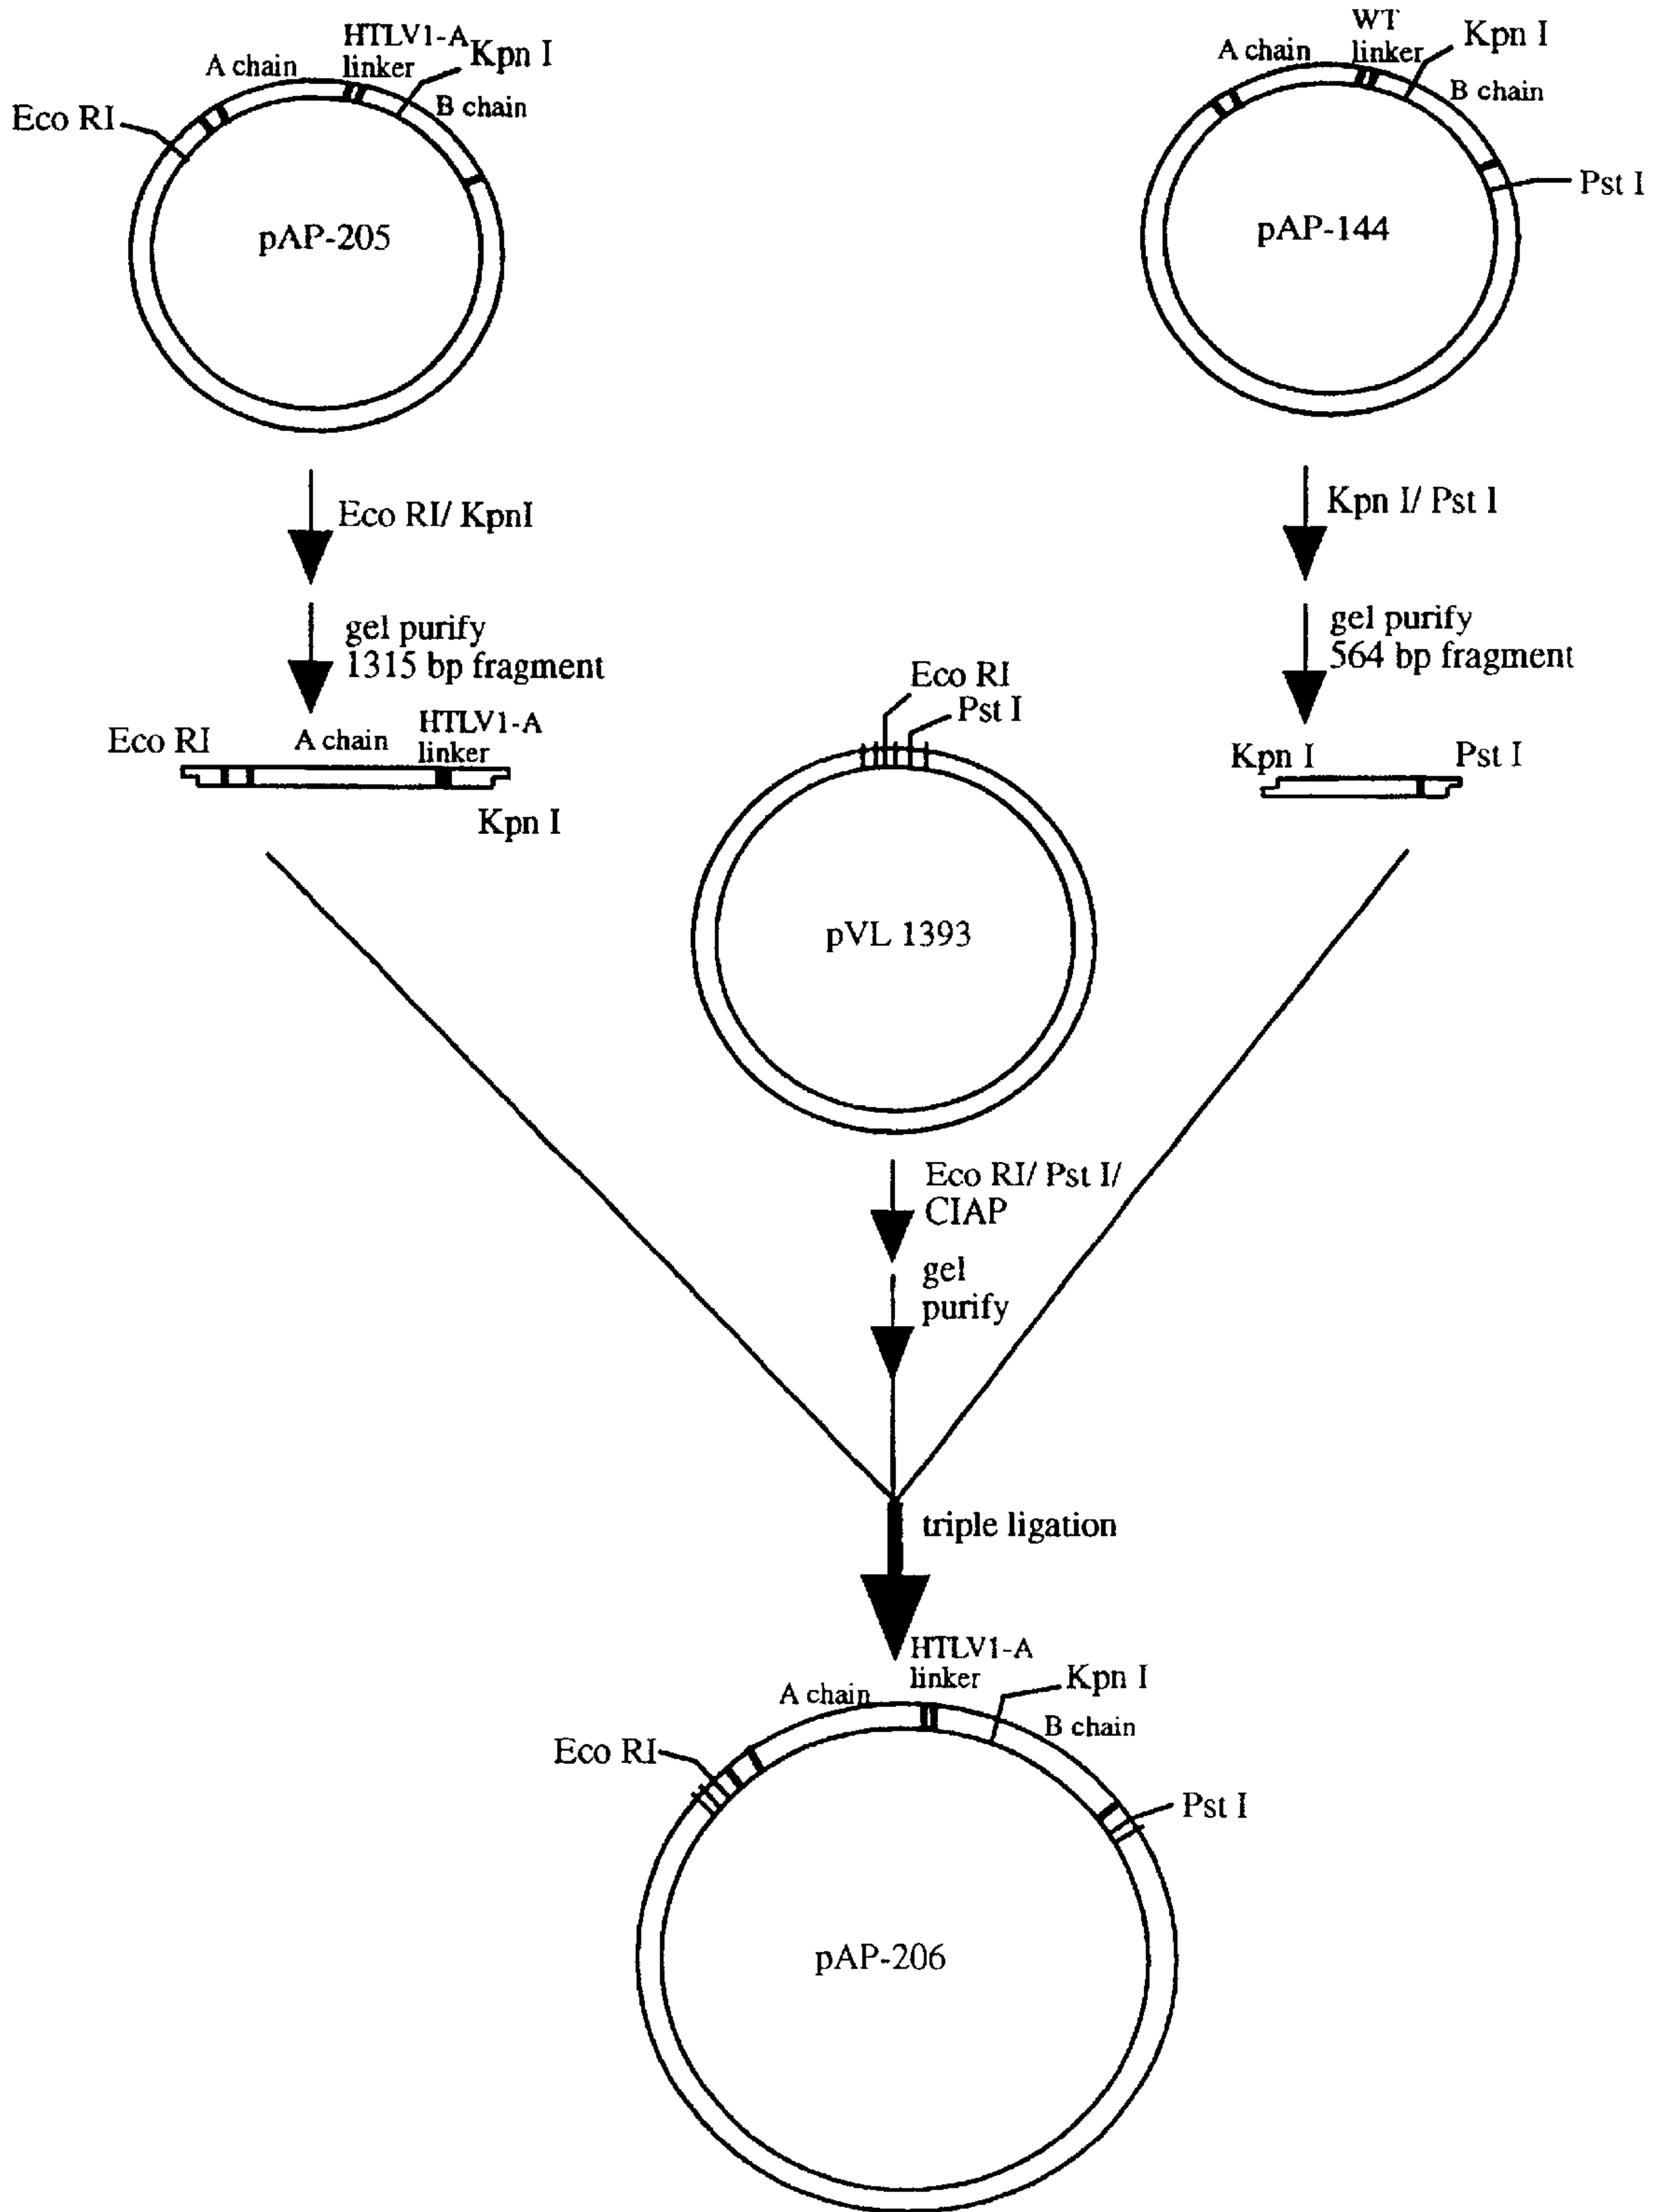 HTLV1-A
linker
Kpn I
A chain
B chain
Eco RI
pAP-205
WT
linker
Kpn I
A chain
B chain
Pst I
pAP-144
Eco RI/ KpnI
Kpn I/ Pst I
gel purify
1315 bp fragment
gel purify
564 bp fragment
Eco RI
A chain
HTLV1-A
linker
Kpn I
Eco RI
Pst I
Kpn I
Pst I
pVL 1393
Eco RI/ Pst I/
CIAP
gel
purify
triple ligation
HTLV1-A
linker
Kpn I
A chain
B chain
Eco RI
Pst I
pAP-206